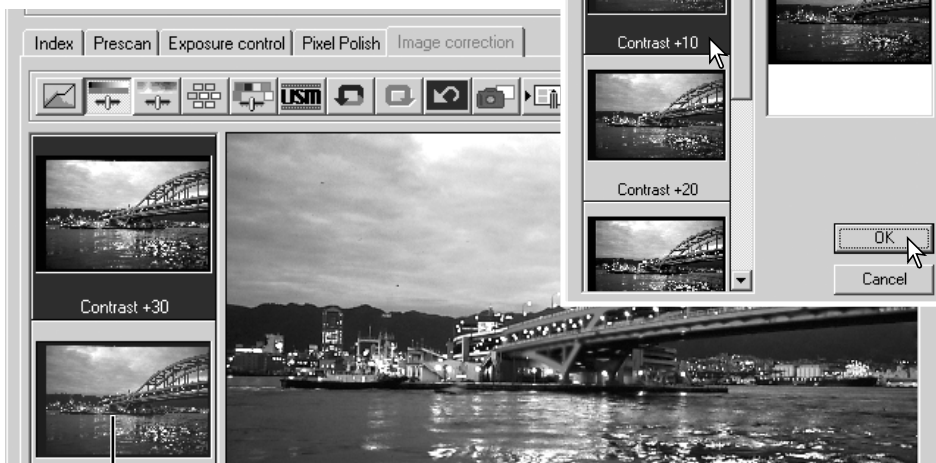 Index
Prescan
Exposure control
Pixel Polish
Image correction
USM
Contrast +30
Contrast +10
Contrast +20
OK
Cancel